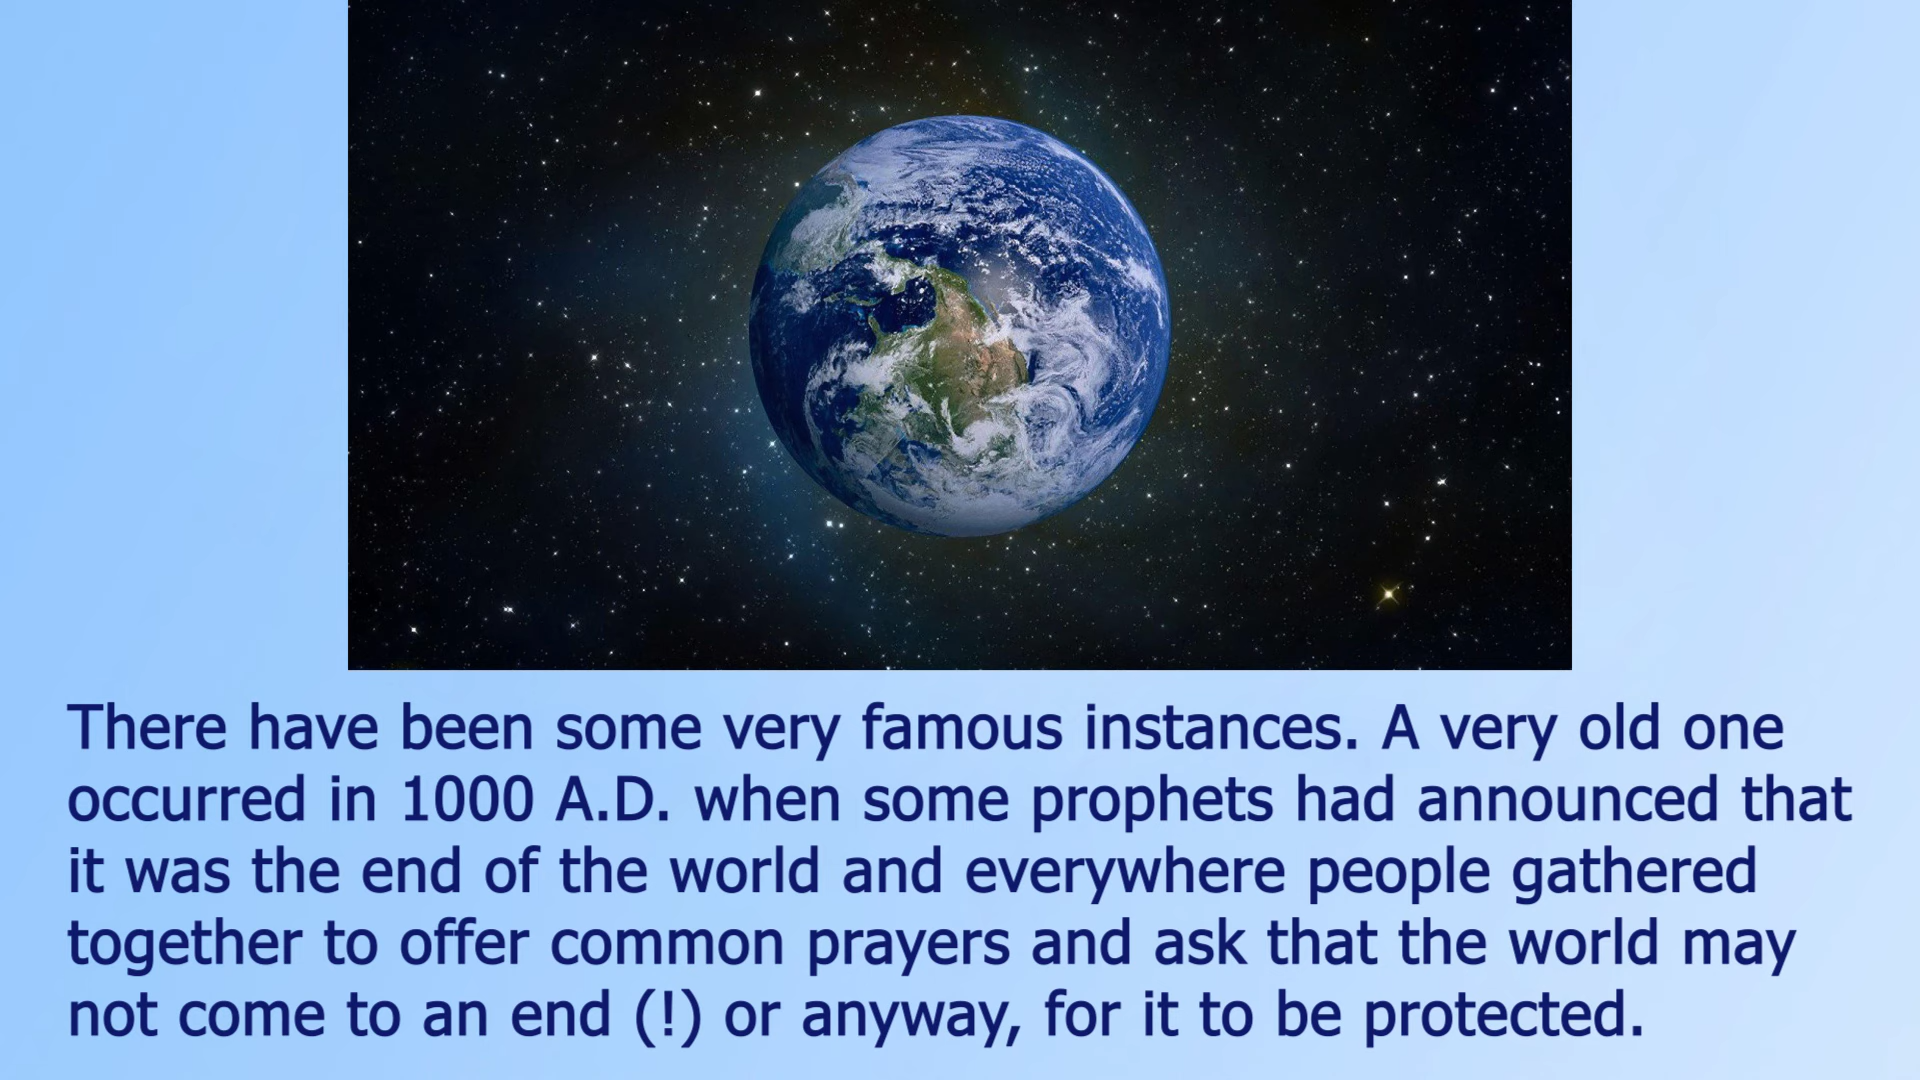 There have been some very famous instances. A very old one
occurred in 1000 A.D. when some prophets had announced that
it was the end of the world and everywhere people gathered
together to offer common prayers and ask that the world may
not come to an end (!) or anyway, for it to be protected.